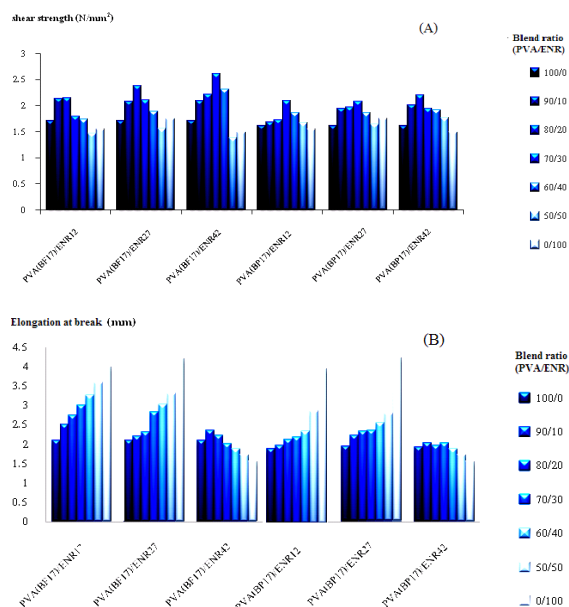 shear strength (N/mm²)
(A)
Blend ratio
(PVA/ENR)
3
2.5
2
1.5
1
0.5
0
100/0
90/10
80/20
70/30
60/40
50/50
0/100
PVA(BF17)/ENR12
PVA(BF17)/ENR27
PVA(BF17)/ENR42
PVA(BP17)/ENR12
PVA(BP17)/ENR27
PVA(BP17)/ENR42
Elongation at break (mm)
(B)
Blend ratio
(PVA/ENR)
4.5
4
3.5
3
2.5
2
1.5
1
0.5
0
100/0
90/10
80/20
70/30
60/40
50/50
0/100
PVA(BF17)/ENR27
PVA(BF17)/ENR42
PVA(BP17)/ENR12
PVA(BP17)/ENR27
PVA(BP17)/ENR42